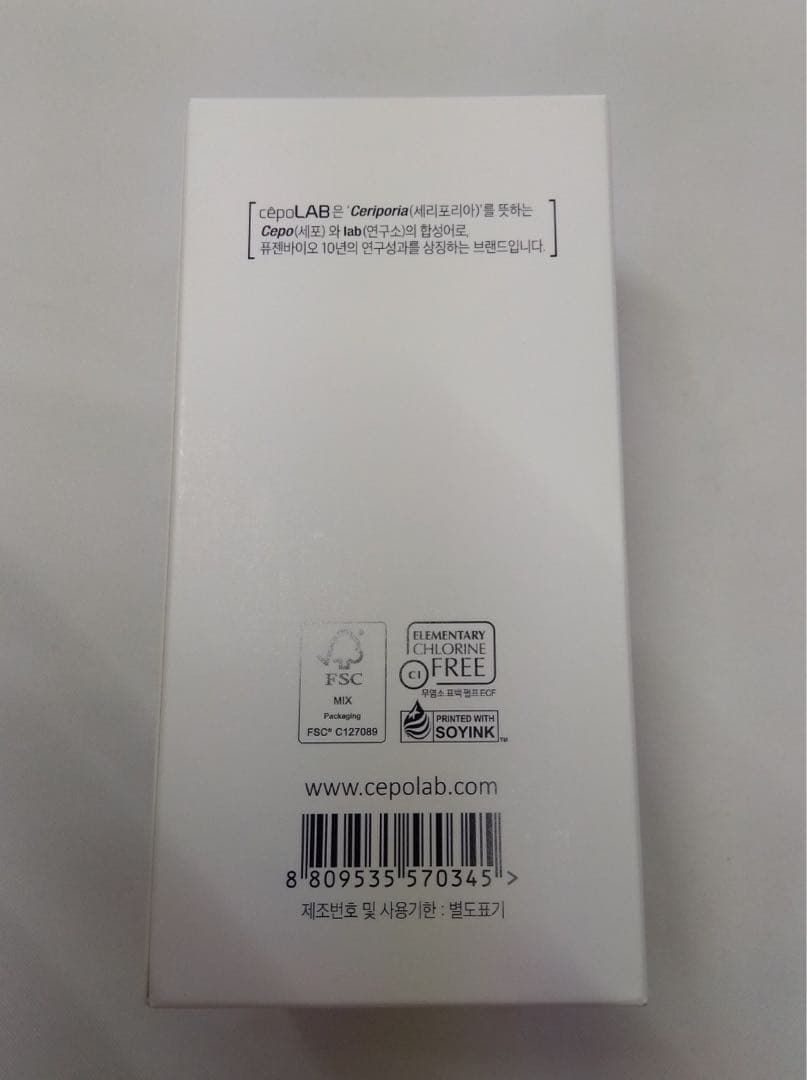 cêpoLAB은 'Ceriporia(세리포리아)'를 뜻하는
Cepo(세포) 와 lab(연구소)의 합성어로,
퓨젠바이오 10년의 연구성과를 상징하는 브랜드입니다.
FSC
MIX
Packaging
FSC® C127089
ELEMENTARY
CHLORINE
Cl FREE
무염소 표백 펄프 ECF
PRINTED WITH
SOYINK™
www.cepolab.com
8 809535 570345 >
제조번호 및 사용기한 : 별도표기